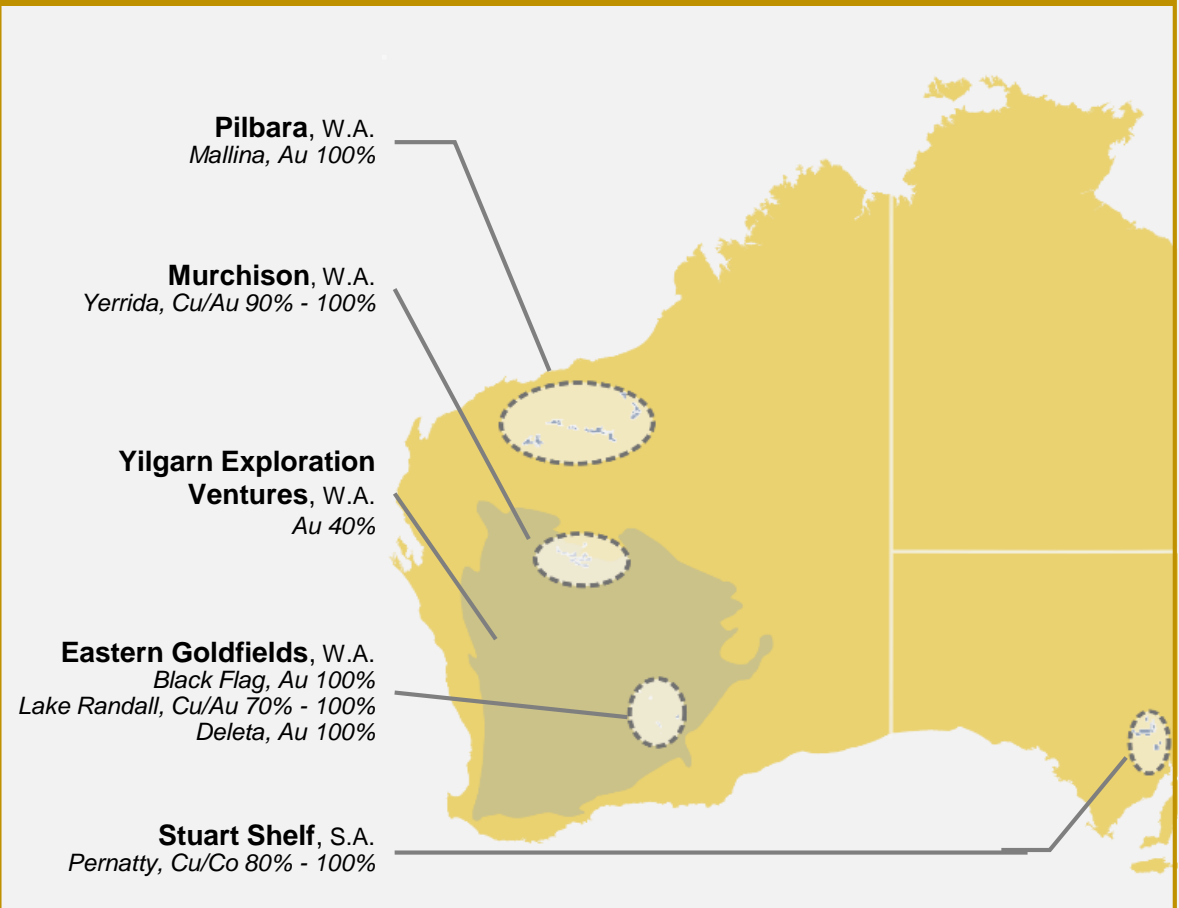 Pilbara, W.A.
Mallina, Au 100%
Murchison, W.A.
Yerrida, Cu/Au 90% - 100%
Yilgarn Exploration
Ventures, W.A.
Au 40%
Eastern Goldfields, W.A.
Black Flag, Au 100%
Lake Randall, Cu/Au 70% - 100%
Deleta, Au 100%
Stuart Shelf, S.A.
Pernatty, Cu/Co 80% - 100%